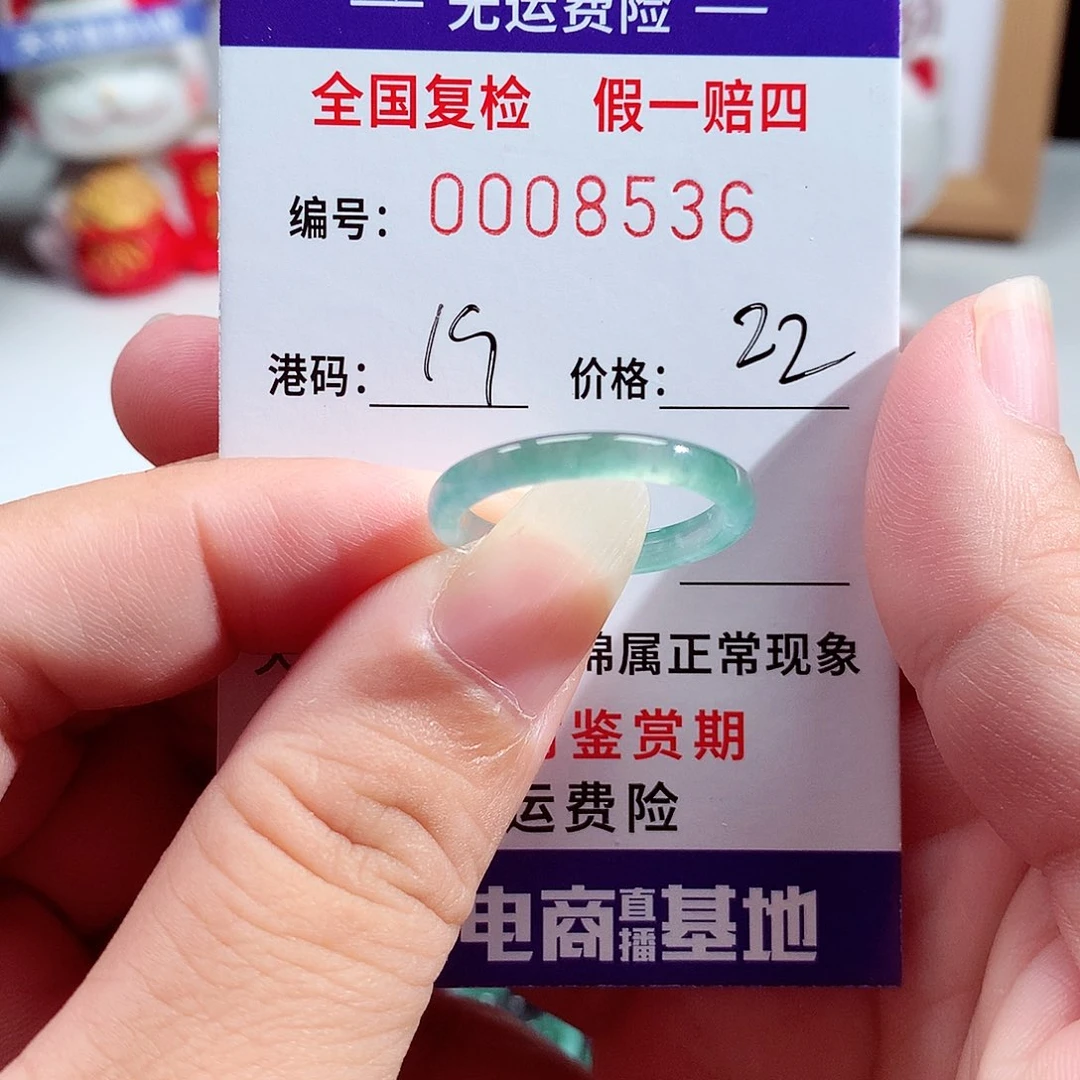 无运费险
全国复检 假一赔四
编号: 0008536
港码: 19 价格: 22
棉属正常现象
鉴赏期
运费险
电商直播基地